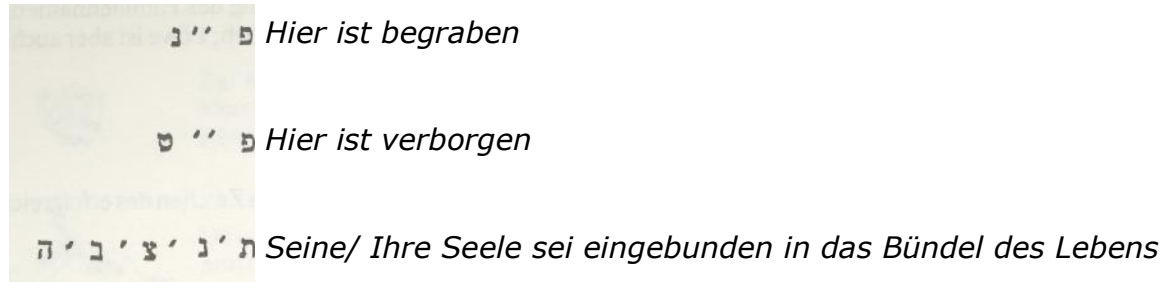 פ ׳׳ נ Hier ist begraben
פ ׳׳ ט Hier ist verborgen
ת ׳ נ ׳ צ ׳ ב ׳ ה Seine/ Ihre Seele sei eingebunden in das Bündel des Lebens